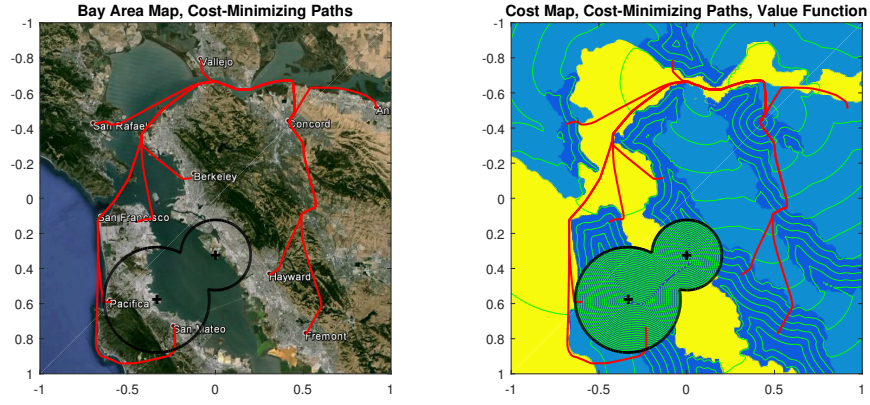 Bay Area Map, Cost-Minimizing Paths
-1
-0.8
-0.6
-0.4
-0.2
0
0.2
0.4
0.6
0.8
1
-1
-0.5
0
0.5
1
Vallejo
An
San Rafael
Concord
Berkeley
San Francisco
Hayward
Pacifica
San Mateo
Fremont
Cost Map, Cost-Minimizing Paths, Value Function
-1
-0.8
-0.6
-0.4
-0.2
0
0.2
0.4
0.6
0.8
1
-1
-0.5
0
0.5
1